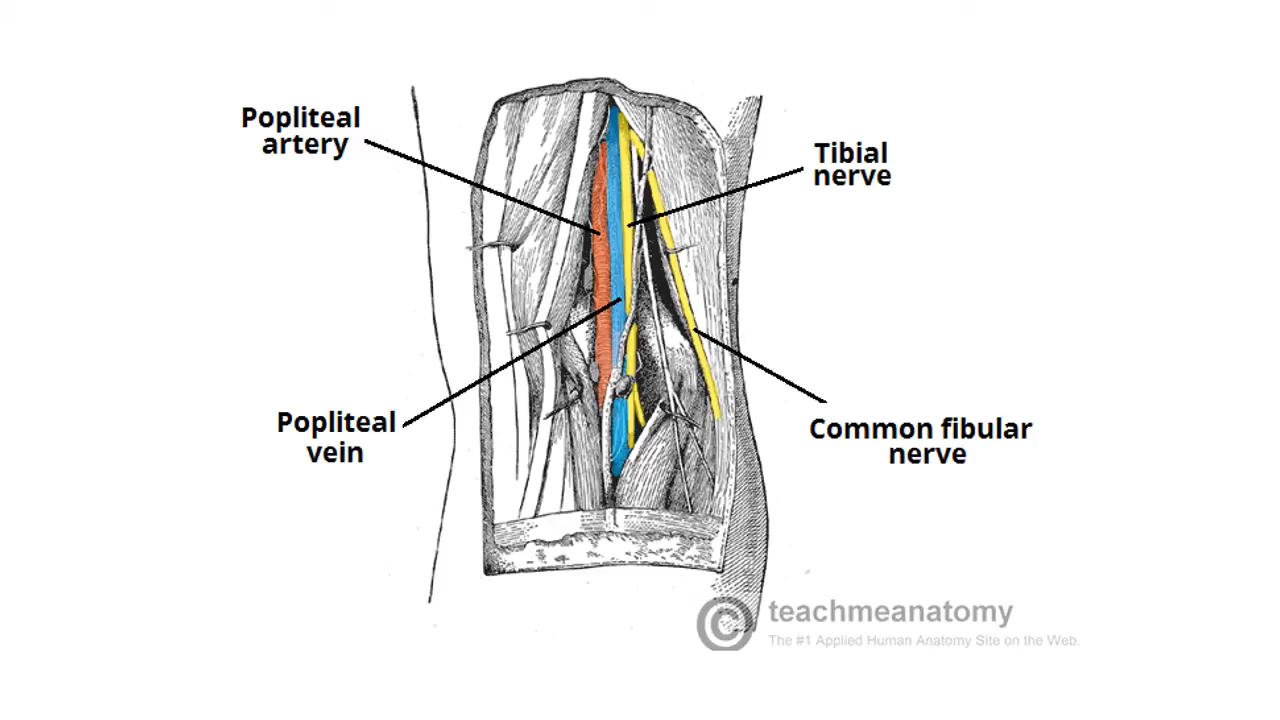 Popliteal
artery
Tibial
nerve
Popliteal
vein
Common fibular
nerve
©
teachmeanatomy
The #1 Applied Human Anatomy Site on the Web.